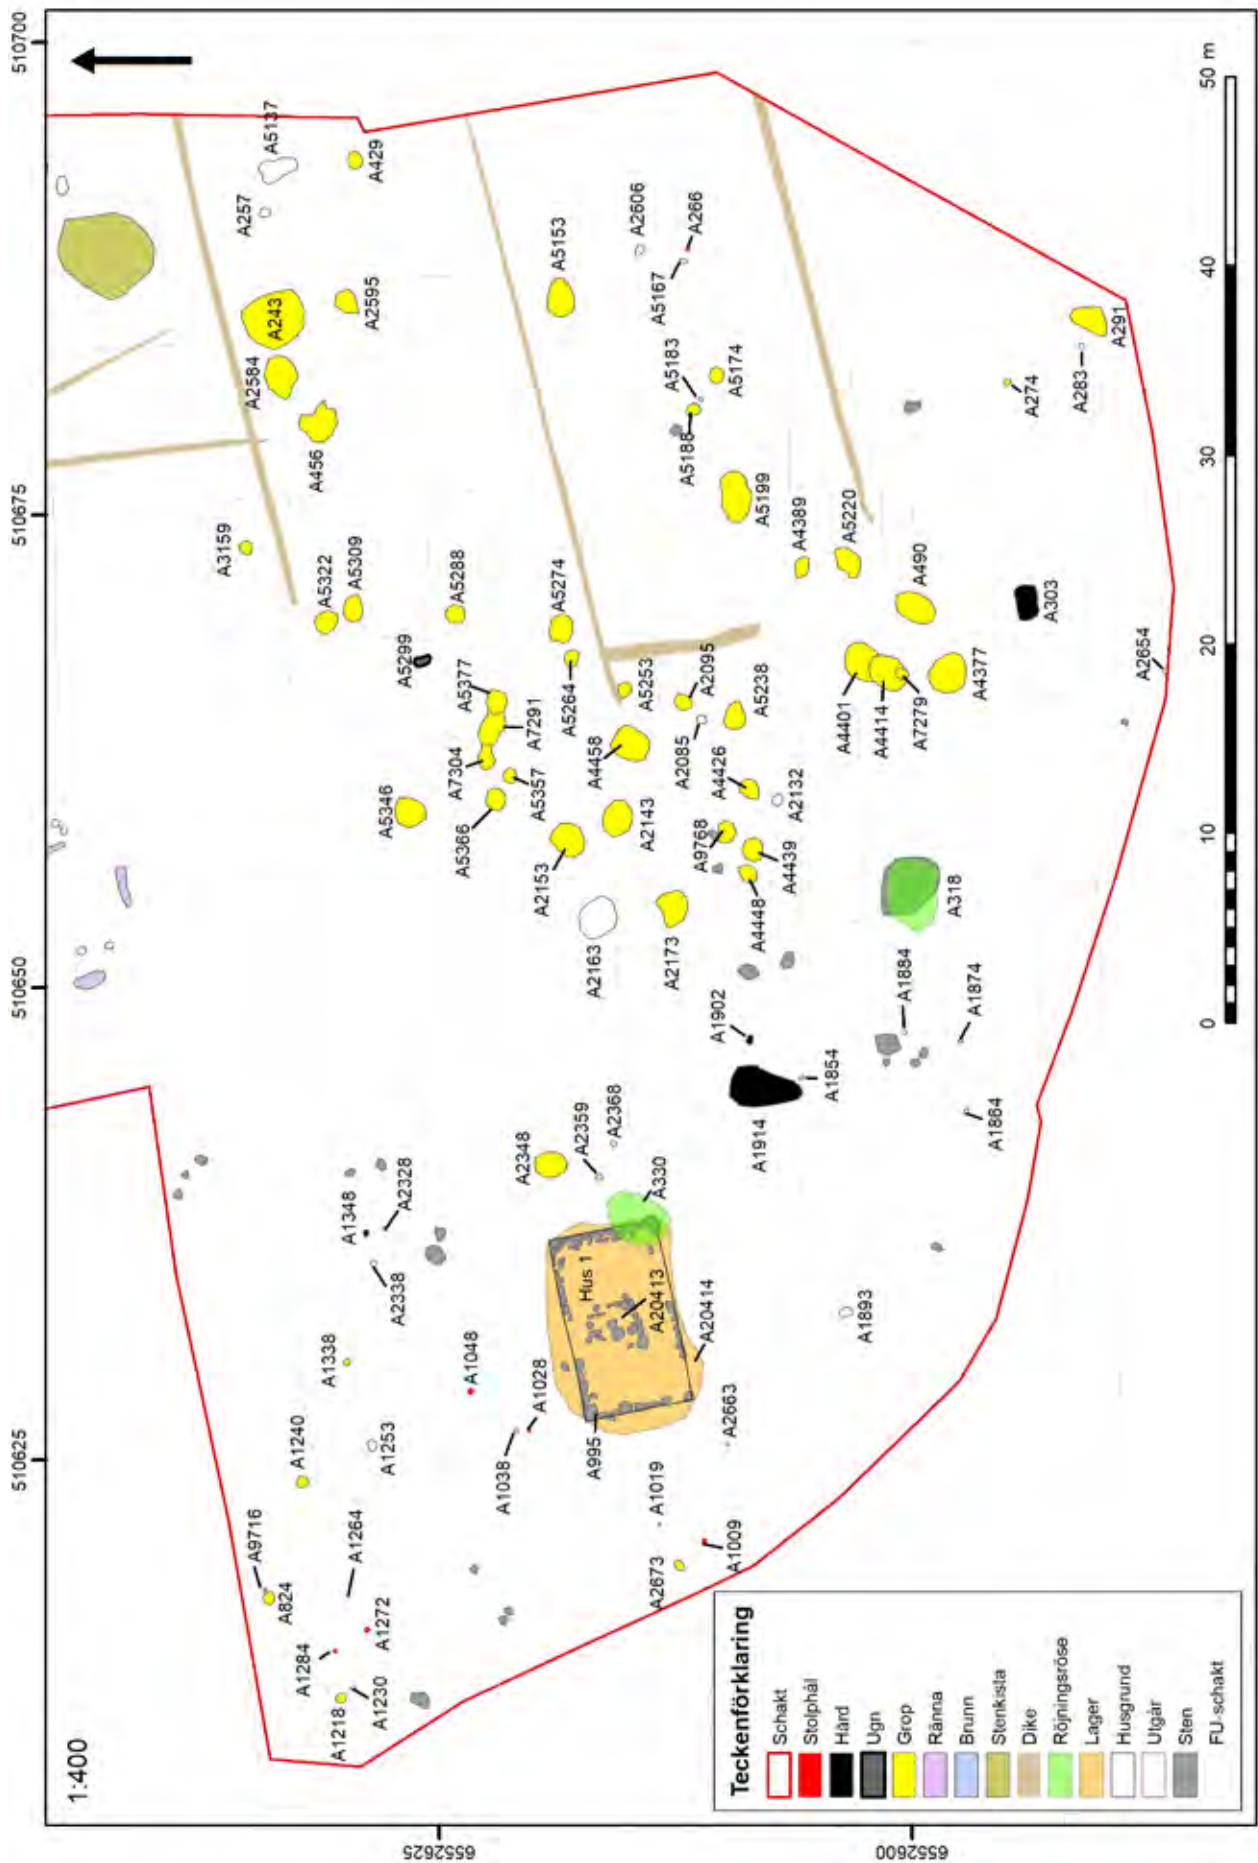 1:400
510625
510650
510675
510700
6552625
6552600
A5137
A257
A429
A243
A2595
A2584
A456
A3159
A5322
A5309
A5288
A5299
A5377
A7291
A7304
A5357
A5346
A5366
A5153
A2606
A266
A5167
A5183
A5174
A5188
A5199
A4389
A5220
A490
A303
A274
A283
A291
A2654
A5274
A5264
A5253
A2095
A4458
A2085
A5238
A4426
A2132
A4401
A4414
A7279
A4377
A2143
A2153
A9768
A4439
A4448
A2163
A2173
A318
A1884
A1874
A1864
A1902
A1854
A1914
A2348
A2359
A2368
A330
Hus 1
A20413
A20414
A995
A1893
A2663
A1348
A2328
A2338
A1338
A1048
A1028
A1038
A1240
A1253
A1019
A1009
A2673
A9716
A824
A1264
A1272
A1284
A1230
A1218
Teckenförklaring
Schakt
Stolphål
Härd
Ugn
Grop
Ränna
Brunn
Stenkista
Dike
Röjningsröse
Lager
Husgrund
Utgår
Sten
FU-schakt
0
10
20
30
40
50 m